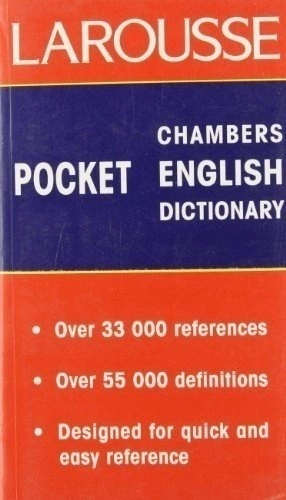 LAROUSSE
CHAMBERS
POCKET ENGLISH
DICTIONARY
• Over 33 000 references
• Over 55 000 definitions
• Designed for quick and
easy reference